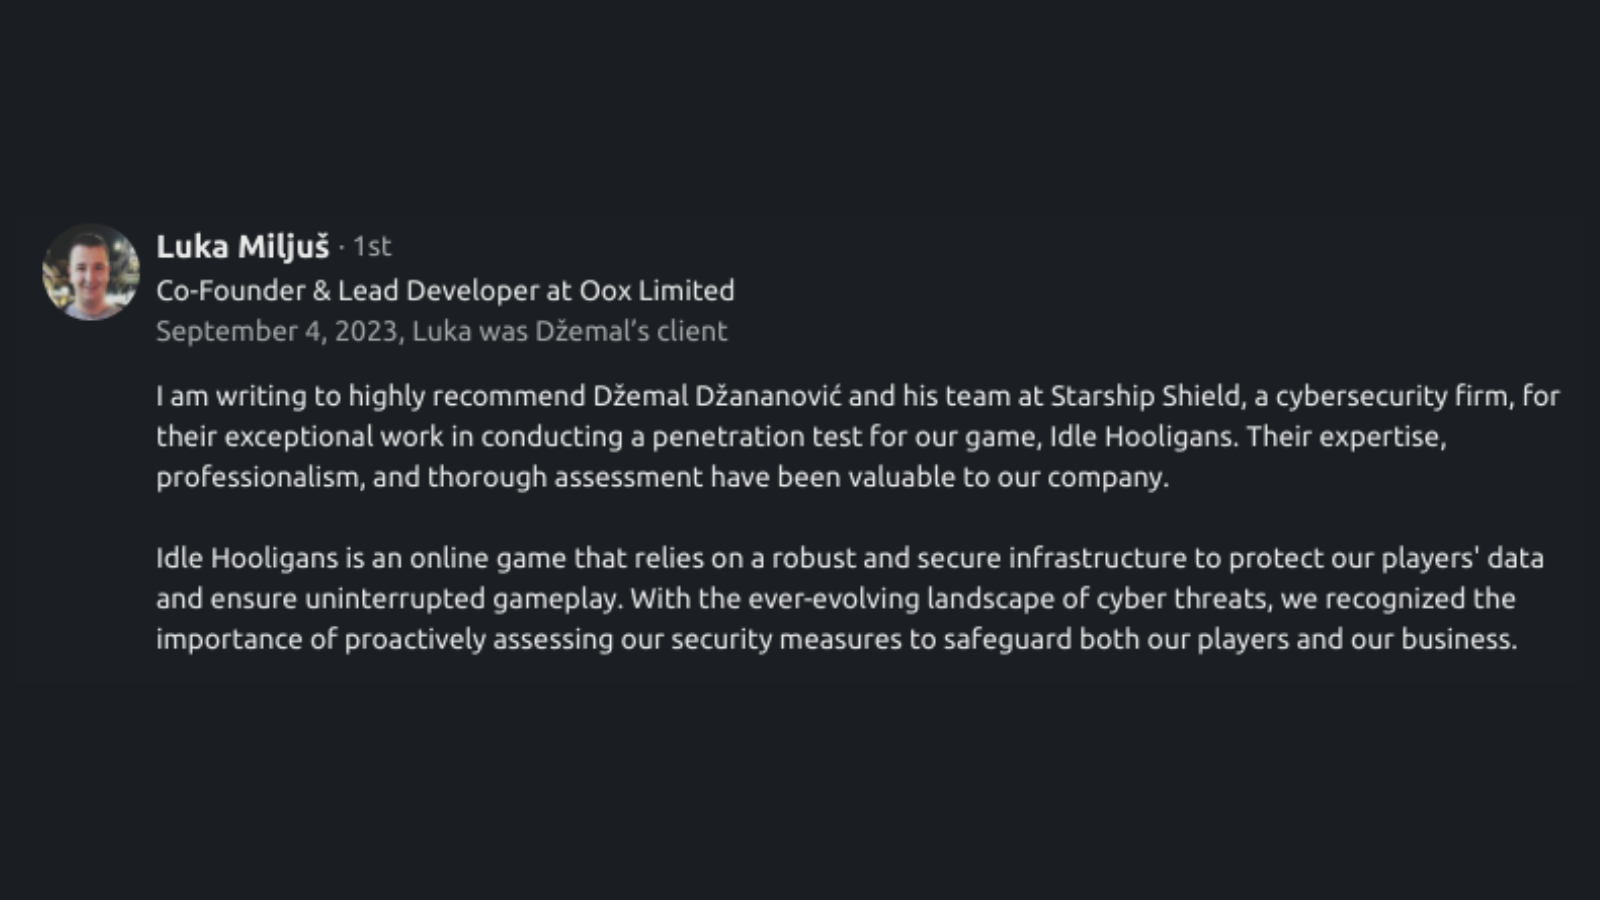 Luka Miljuš · 1st
Co-Founder & Lead Developer at Oox Limited
September 4, 2023, Luka was Džemal’s client
I am writing to highly recommend Džemal Džananović and his team at Starship Shield, a cybersecurity firm, for
their exceptional work in conducting a penetration test for our game, Idle Hooligans. Their expertise,
professionalism, and thorough assessment have been valuable to our company.
Idle Hooligans is an online game that relies on a robust and secure infrastructure to protect our players' data
and ensure uninterrupted gameplay. With the ever-evolving landscape of cyber threats, we recognized the
importance of proactively assessing our security measures to safeguard both our players and our business.